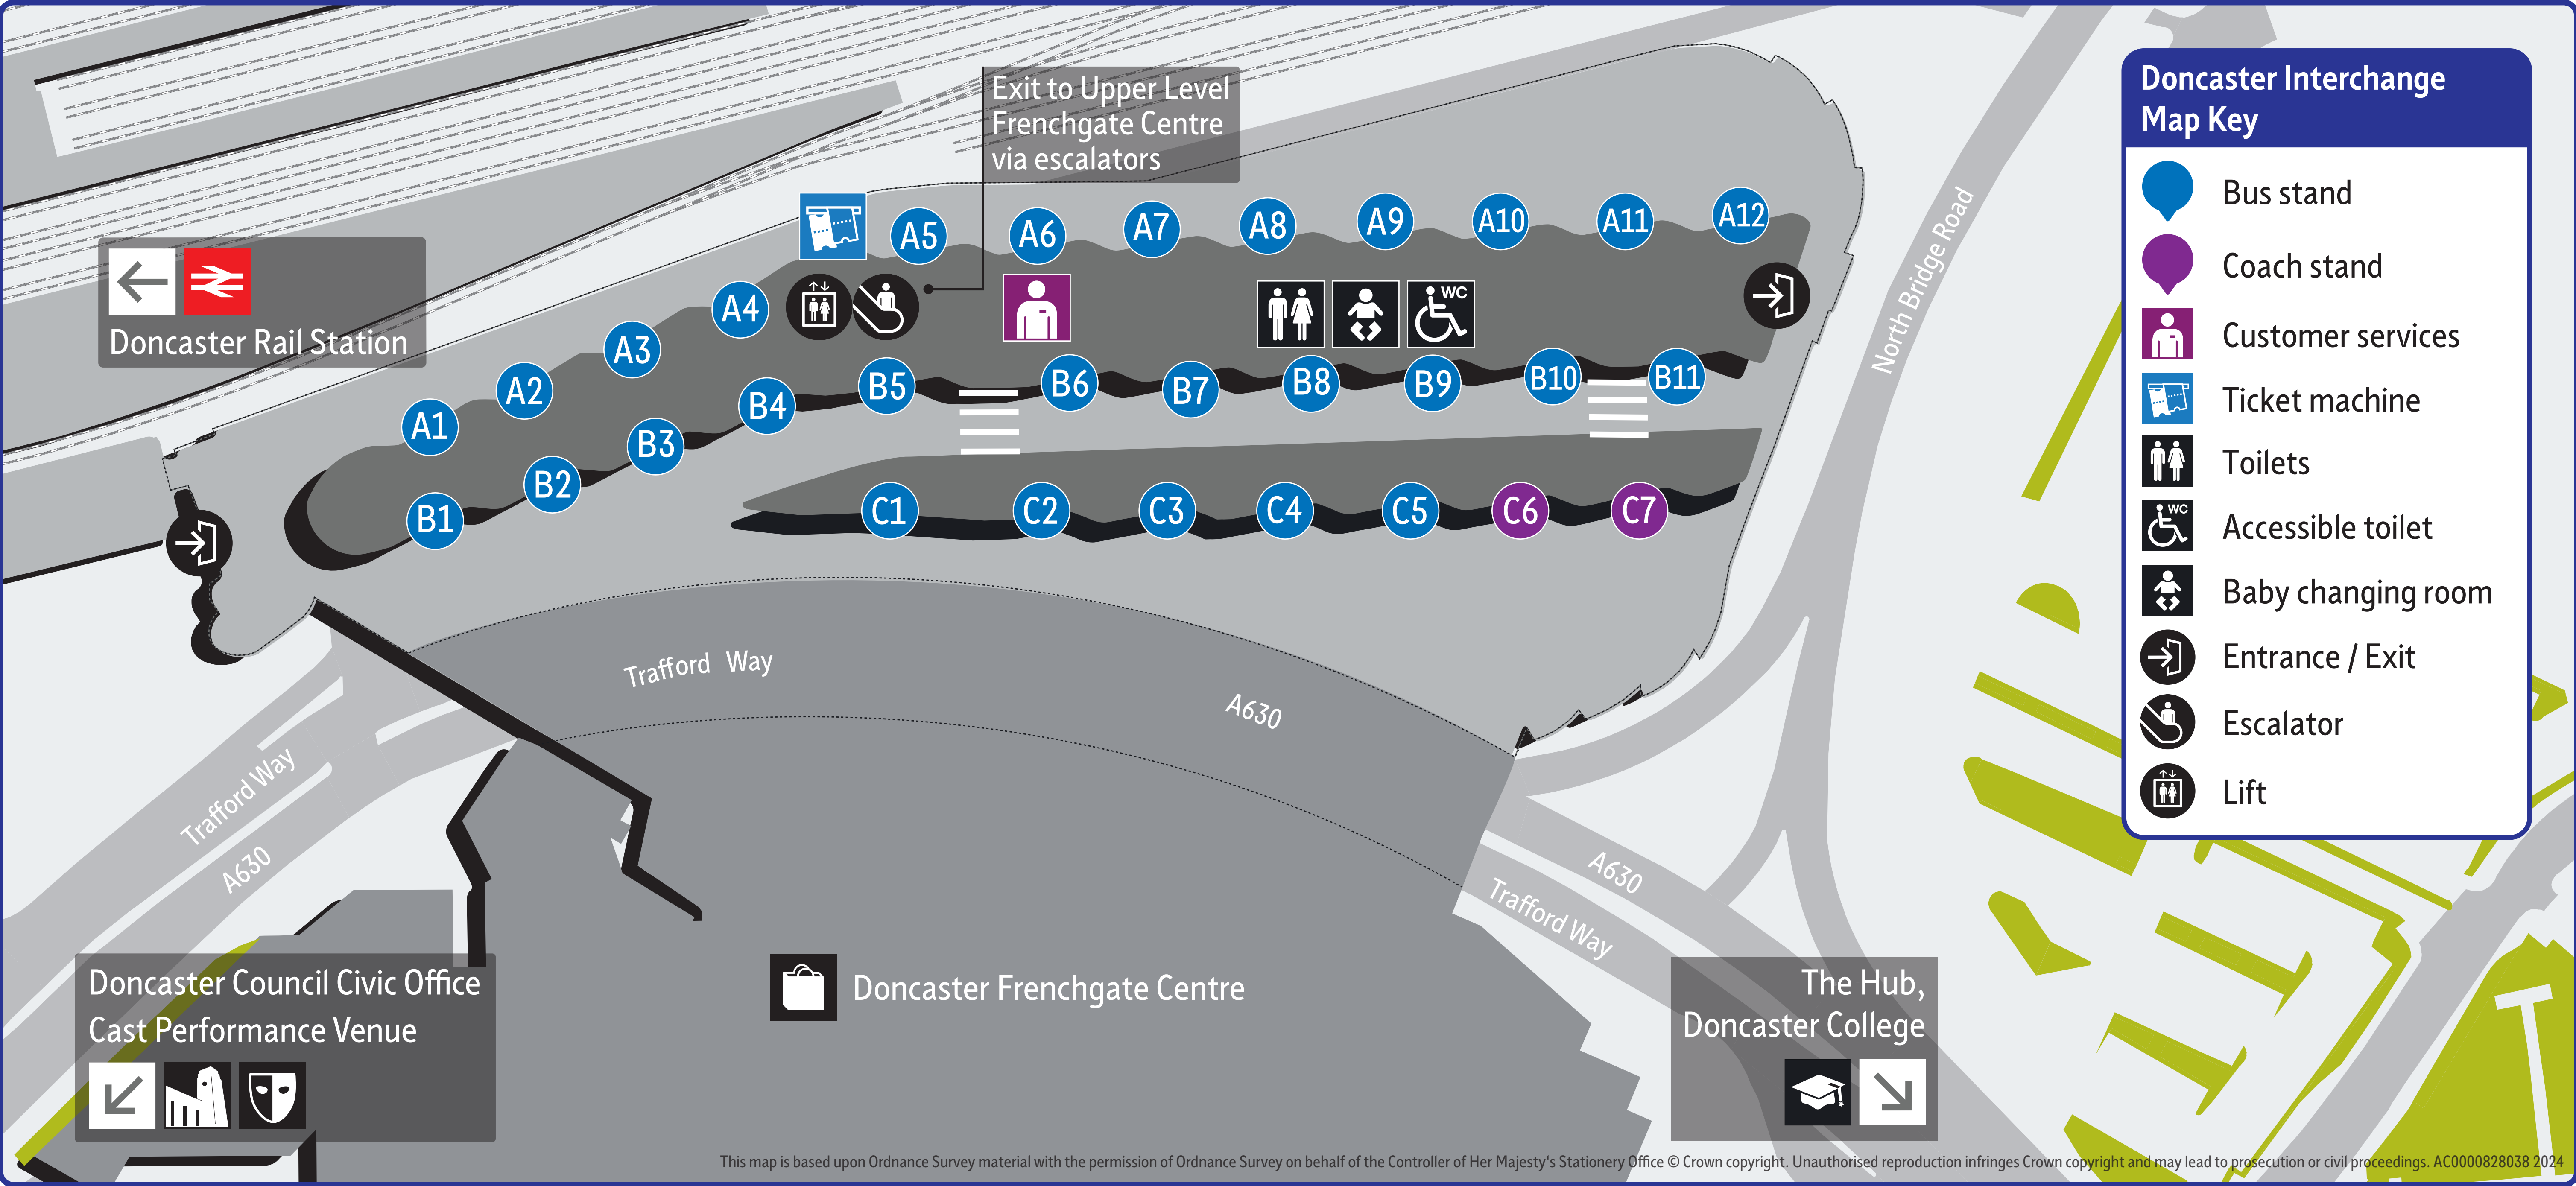 Exit to Upper Level
Frenchgate Centre
via escalators
Doncaster Rail Station
A1
A2
A3
A4
A5
A6
A7
A8
A9
A10
A11
A12
WC
B1
B2
B3
B4
B5
B6
B7
B8
B9
B10
B11
C1
C2
C3
C4
C5
C6
C7
North Bridge Road
Trafford Way
A630
Trafford Way
A630
A630
Trafford Way
Doncaster Frenchgate Centre
Doncaster Council Civic Office
Cast Performance Venue
The Hub,
Doncaster College
Doncaster Interchange
Map Key
Bus stand
Coach stand
Customer services
Ticket machine
Toilets
WC
Accessible toilet
Baby changing room
Entrance / Exit
Escalator
Lift
This map is based upon Ordnance Survey material with the permission of Ordnance Survey on behalf of the Controller of Her Majesty's Stationery Office © Crown copyright. Unauthorised reproduction infringes Crown copyright and may lead to prosecution or civil proceedings. AC0000828038 2024